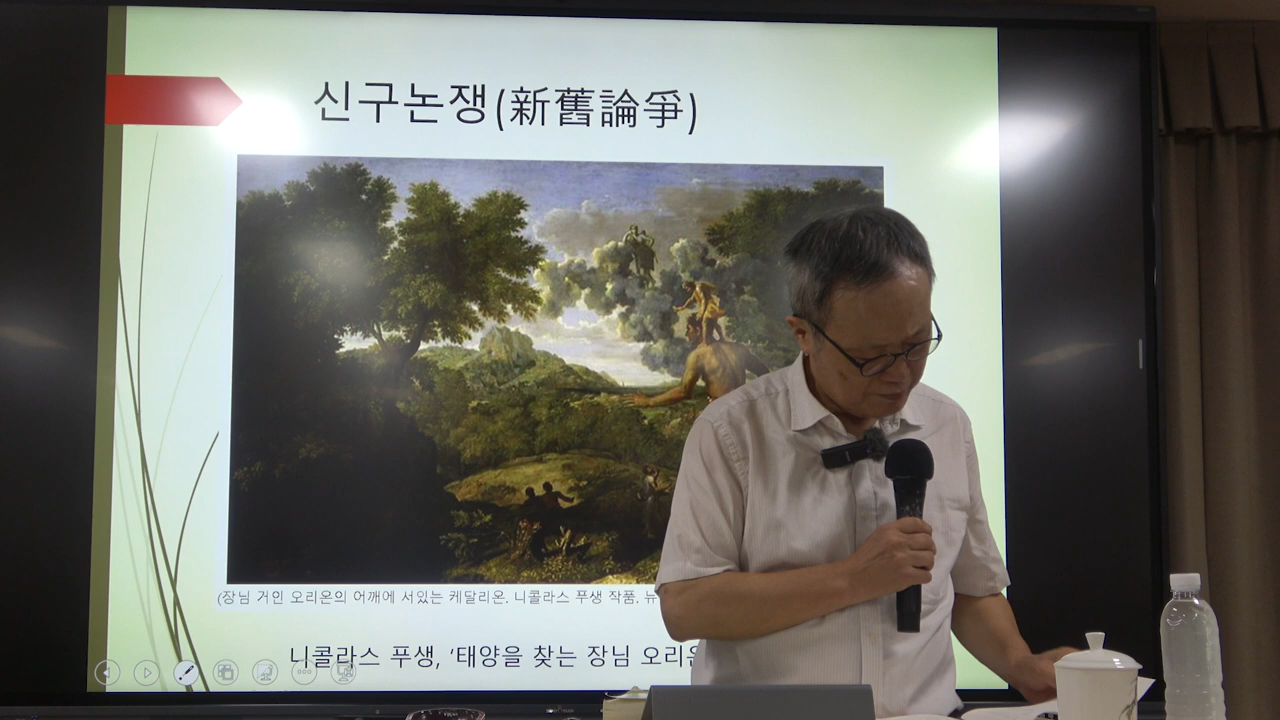 신구논쟁(新舊論爭)
(장님 거인 오리온의 어깨에 서있는 케달리온. 니콜라스 푸생 작품. 뉴
니콜라스 푸생, ‘태양을 찾는 장님 오리온